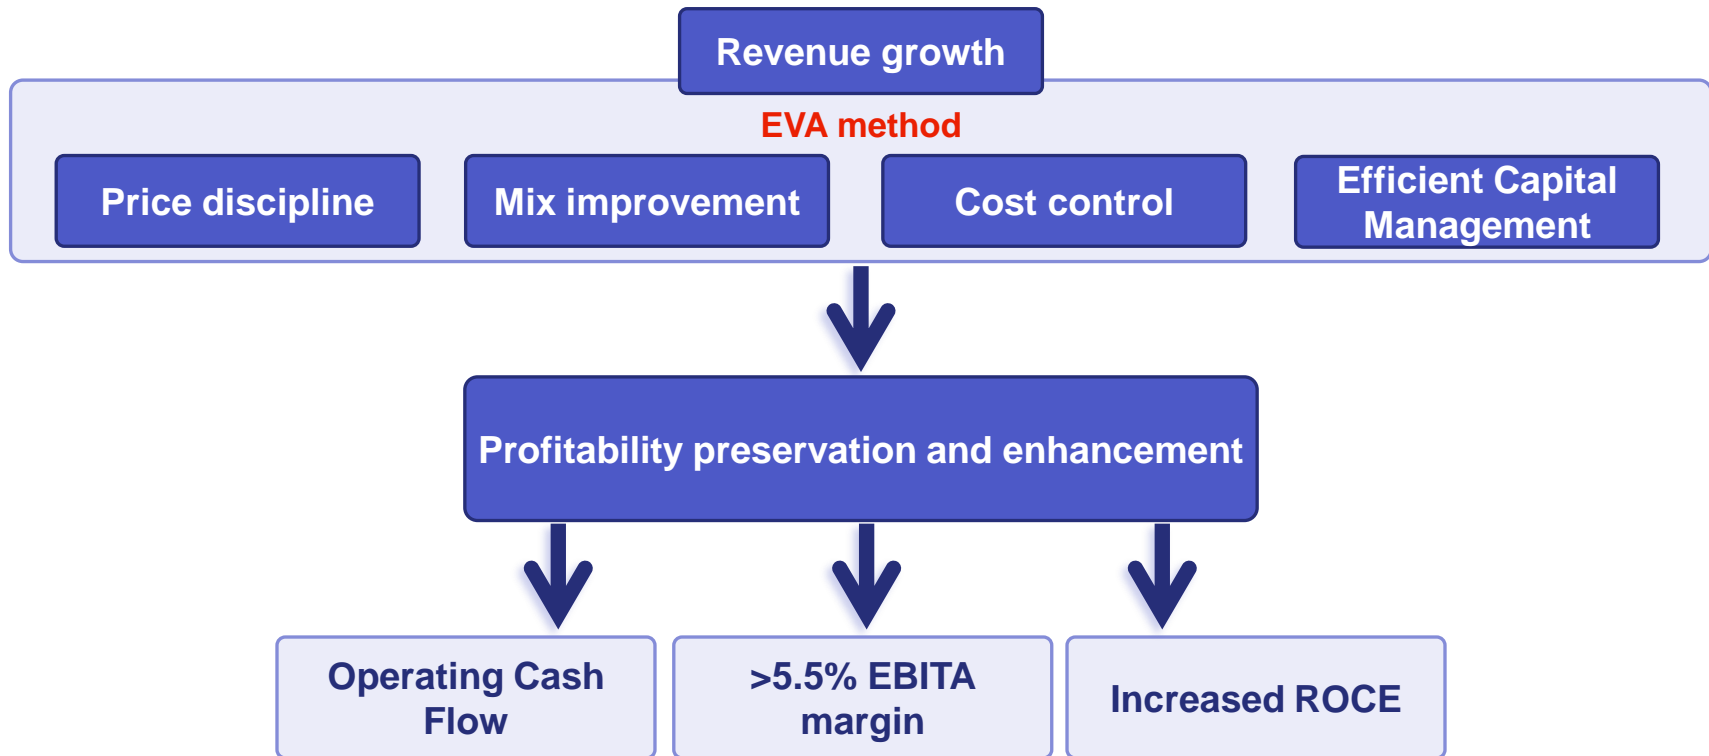 Revenue growth
EVA method
Price discipline
Mix improvement
Cost control
Efficient Capital
Management
Profitability preservation and enhancement
Operating Cash
Flow
>5.5% EBITA
margin
Increased ROCE